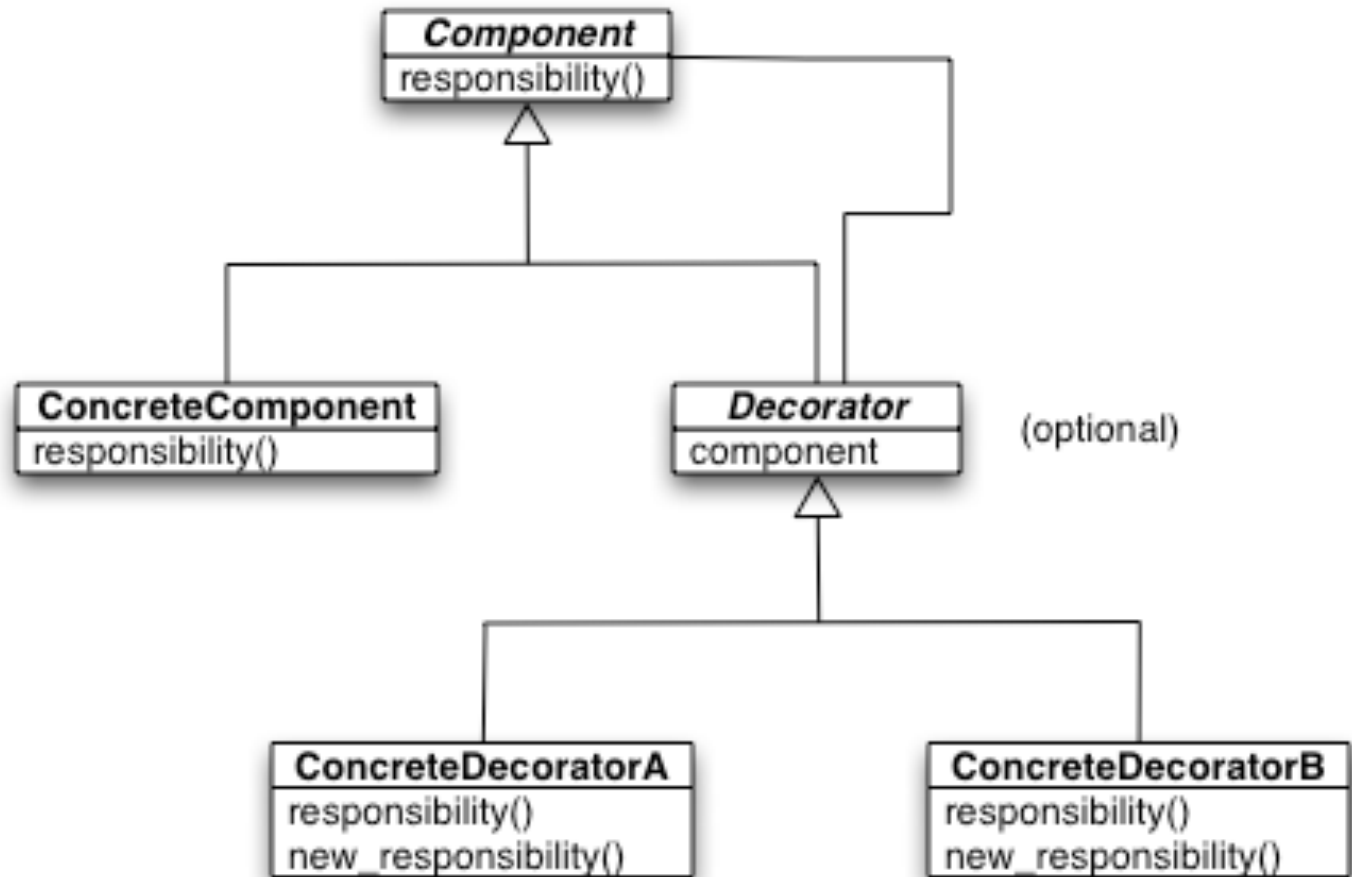 Component
responsibility()
ConcreteComponent
responsibility()
Decorator
component
(optional)
ConcreteDecoratorA
responsibility()
new_responsibility()
ConcreteDecoratorB
responsibility()
new_responsibility()